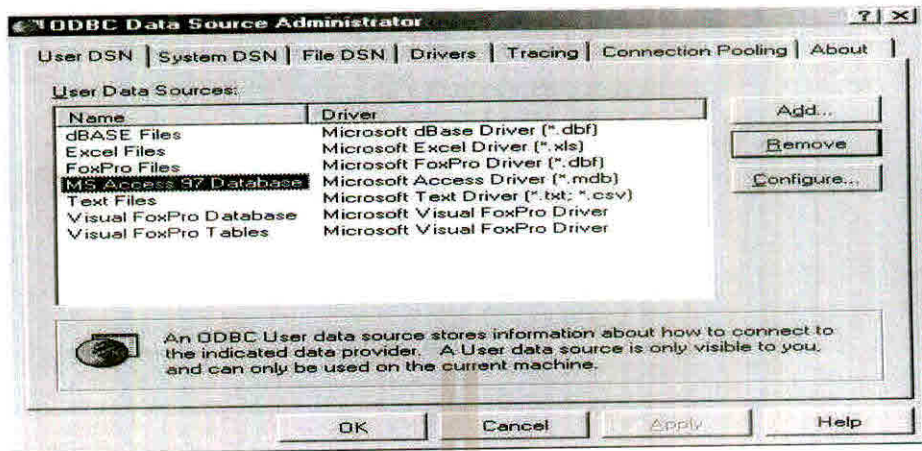 ODBC Data Source Administrator
User DSN System DSN File DSN Drivers Tracing Connection Pooling About
User Data Sources:
Name Driver
dBASE Files Microsoft dBase Driver (*.dbf)
Excel Files Microsoft Excel Driver (*.xls)
FoxPro Files Microsoft FoxPro Driver (*.dbf)
MS Access 97 Database Microsoft Access Driver (*.mdb)
Text Files Microsoft Text Driver (*.txt; *.csv)
Visual FoxPro Database Microsoft Visual FoxPro Driver
Visual FoxPro Tables Microsoft Visual FoxPro Driver
Add...
Remove
Configure...
An ODBC User data source stores information about how to connect to
the indicated data provider. A User data source is only visible to you,
and can only be used on the current machine.
OK Cancel Apply Help